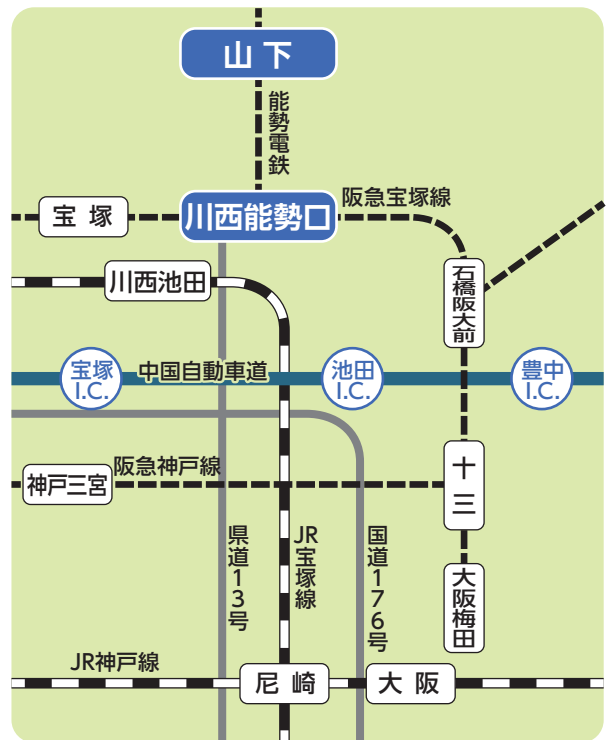 山下
能勢電鉄
阪急宝塚線
宝塚
川西能勢口
石橋阪大前
川西池田
宝塚
I.C.
中国自動車道
池田
I.C.
豊中
I.C.
阪急神戸線
神戸三宮
十三
県道13号
JR宝塚線
国道176号
大阪梅田
JR神戸線
尼崎
大阪